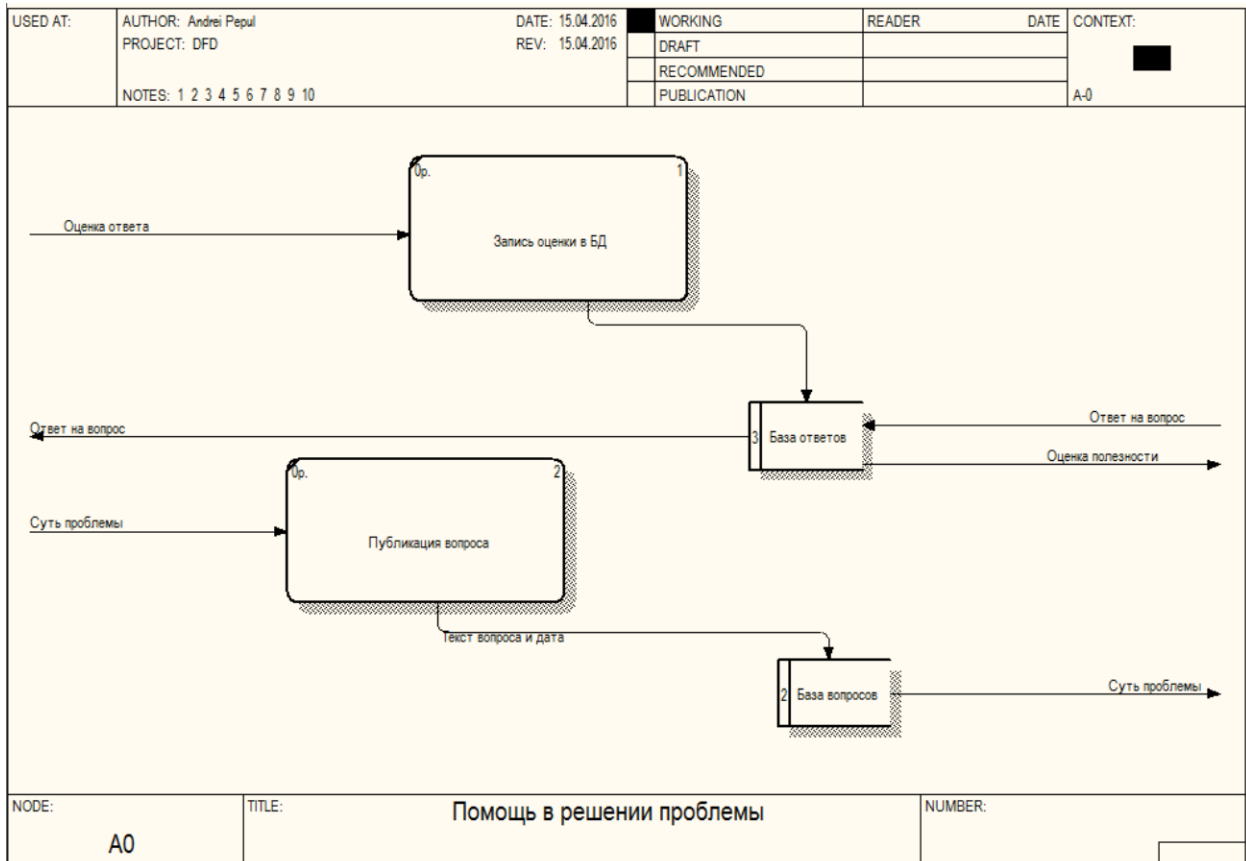 USED AT:
AUTHOR: Andrei Pepul
DATE: 15.04.2016
PROJECT: DFD
REV: 15.04.2016
NOTES: 1 2 3 4 5 6 7 8 9 10
WORKING
DRAFT
RECOMMENDED
PUBLICATION
READER
DATE
CONTEXT:
A-0
0р.
1
Оценка ответа
Запись оценки в БД
Ответ на вопрос
3
База ответов
Ответ на вопрос
Оценка полезности
0р.
2
Суть проблемы
Публикация вопроса
Текст вопроса и дата
2
База вопросов
Суть проблемы
NODE:
A0
TITLE:
Помощь в решении проблемы
NUMBER: